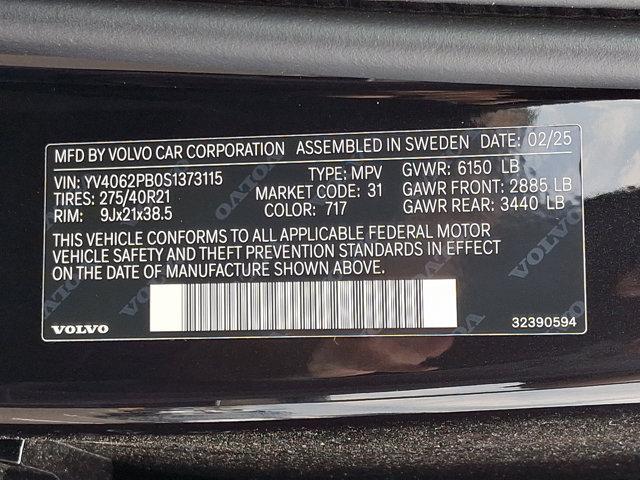 MFD BY VOLVO CAR CORPORATION ASSEMBLED IN SWEDEN DATE: 02/25
VIN: YV4062PB0S1373115 TYPE: MPV GVWR: 6150 LB
TIRES: 275/40R21 MARKET CODE: 31 GAWR FRONT: 2885 LB
RIM: 9Jx21x38.5 COLOR: 717 GAWR REAR: 3440 LB
THIS VEHICLE CONFORMS TO ALL APPLICABLE FEDERAL MOTOR
VEHICLE SAFETY AND THEFT PREVENTION STANDARDS IN EFFECT
ON THE DATE OF MANUFACTURE SHOWN ABOVE.
VOLVO 32390594